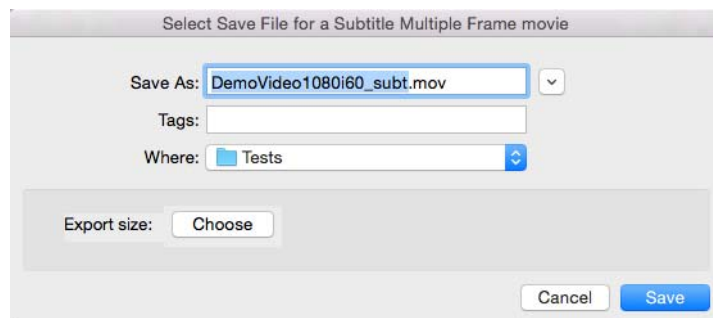 Select Save File for a Subtitle Multiple Frame movie
Save As: DemoVideo1080i60_subt.mov
Tags:
Where: Tests
Export size: Choose
Cancel Save